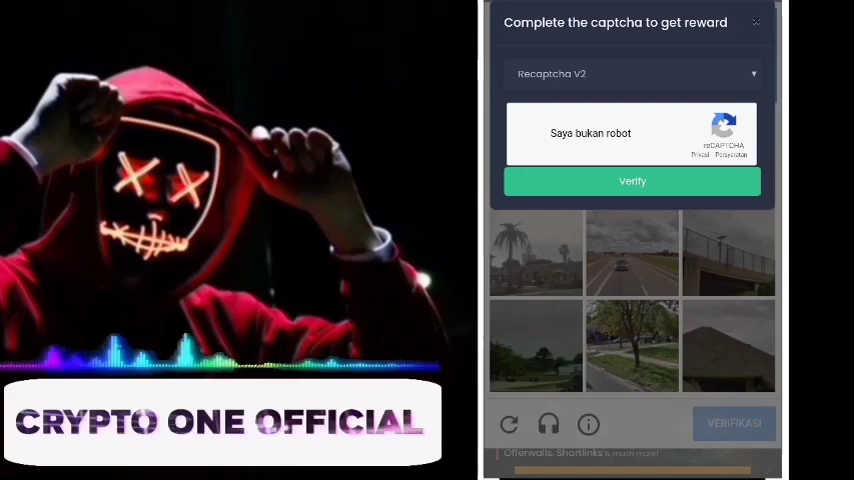 Complete the captcha to get reward
×
Recaptcha V2
Saya bukan robot
reCAPTCHA
Privasi - Persyaratan
Verify
CRYPTO ONE OFFICIAL
VERIFIKASI
Offerwalls. Shortlinks & much more!